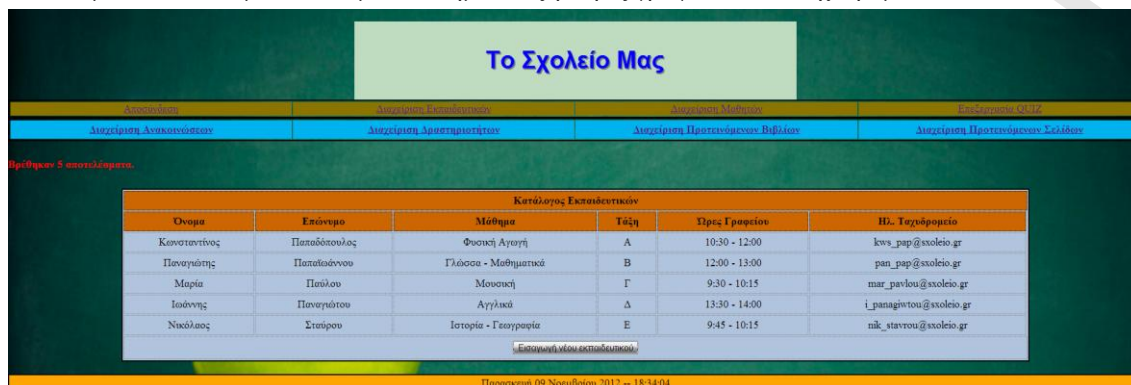 Το Σχολείο Μας
Αποσύνδεση Διαχείριση Εκπαιδευτικών Διαχείριση Μαθητών Επεξεργασία QUIZ
Διαχείριση Ανακοινώσεων Διαχείριση Δραστηριοτήτων Διαχείριση Προτεινόμενων Βιβλίων Διαχείριση Προτεινόμενων Σελίδων
Βρέθηκαν 5 αποτελέσματα.
Κατάλογος Εκπαιδευτικών
Όνομα Επώνυμο Μάθημα Τάξη Ώρες Γραφείου Ηλ. Ταχυδρομείο
Κωνσταντίνος Παπαδόπουλος Φυσική Αγωγή Α 10:30 - 12:00 kws_pap@sxoleio.gr
Παναγιώτης Παπαϊωάννου Γλώσσα - Μαθηματικά Β 12:00 - 13:00 pan_pap@sxoleio.gr
Μαρία Παύλου Μουσική Γ 9:30 - 10:15 mar_pavlou@sxoleio.gr
Ιωάννης Παναγιώτου Αγγλικά Δ 13:30 - 14:00 i_panagiwtou@sxoleio.gr
Νικόλαος Σταύρου Ιστορία - Γεωγραφία Ε 9:45 - 10:15 nik_stavrou@sxoleio.gr
Εισαγωγή νέου εκπαιδευτικού
Παρασκευή 09 Νοεμβρίου 2012 -- 18:34:04